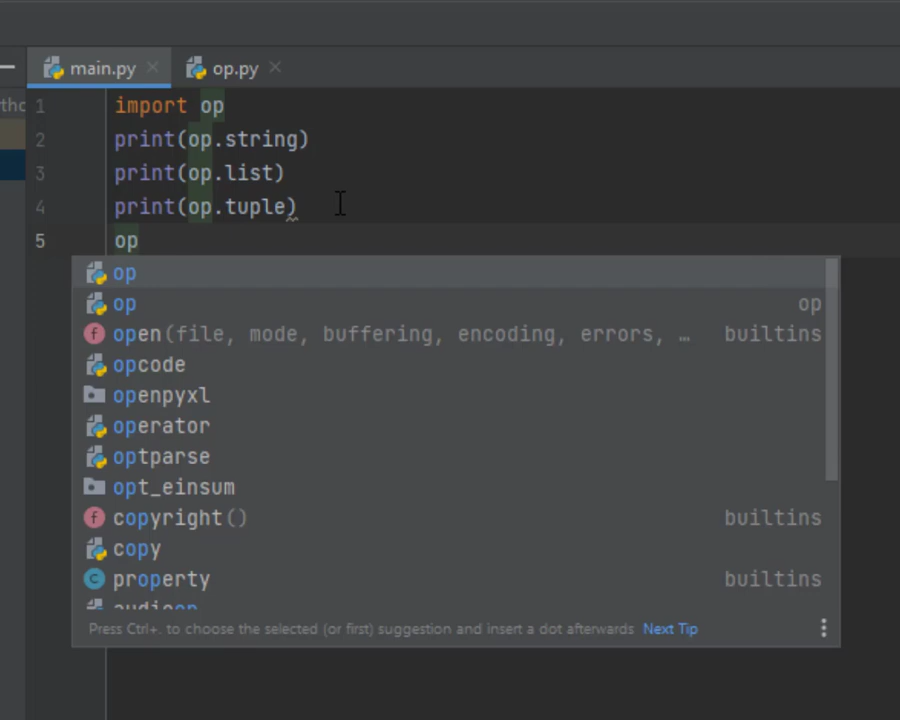 main.py op.py
thc 1 import op
2 print(op.string)
3 print(op.list)
4 print(op.tuple)
5 op
op
op op
open(file, mode, buffering, encoding, errors, … builtins
opcode
openpyxl
operator
optparse
opt_einsum
copyright() builtins
copy
property builtins
audioop
Press Ctrl+. to choose the selected (or first) suggestion and insert a dot afterwards Next Tip